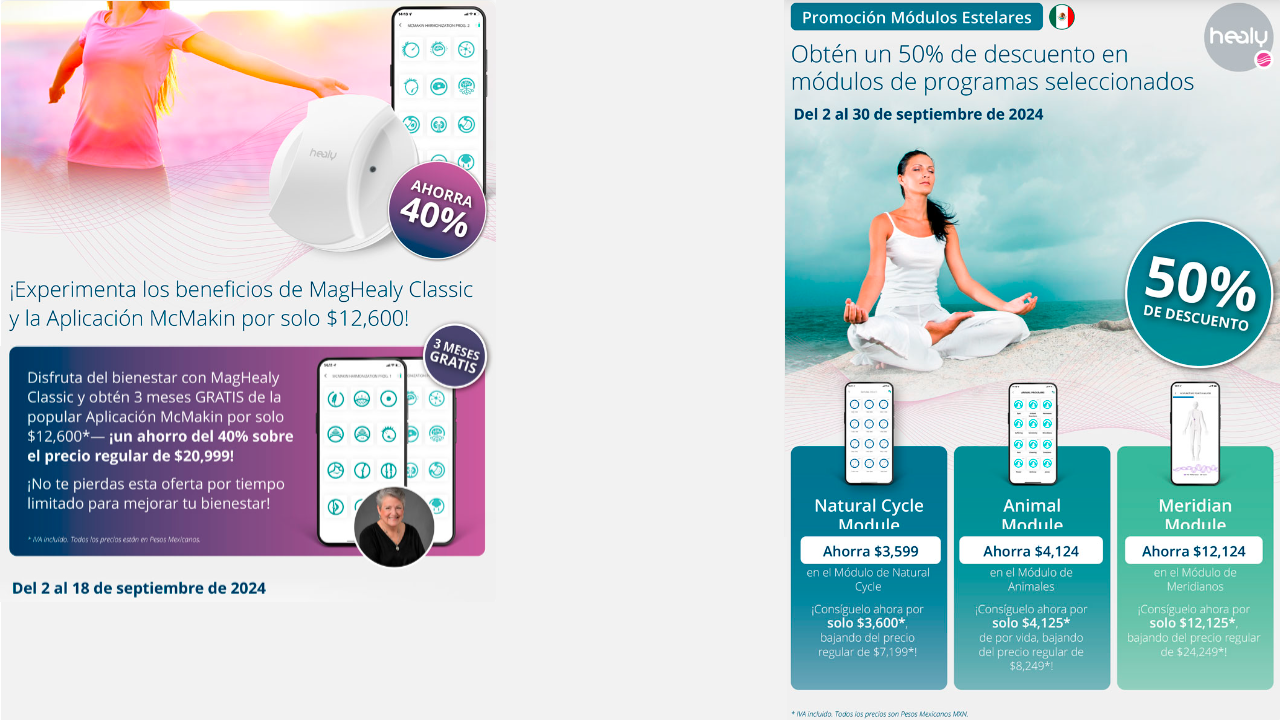 MCMAKIN HARMONIZATION PROG. 2
healy
AHORRA
40%
¡Experimenta los beneficios de MagHealy Classic
y la Aplicación McMakin por solo $12,600!
3 MESES
GRATIS
Disfruta del bienestar con MagHealy
Classic y obtén 3 meses GRATIS de la
popular Aplicación McMakin por solo
$12,600*— ¡un ahorro del 40% sobre
el precio regular de $20,999!
¡No te pierdas esta oferta por tiempo
limitado para mejorar tu bienestar!
* IVA incluido. Todos los precios están en Pesos Mexicanos.
MCMAKIN HARMONIZATION PROG. 1
Del 2 al 18 de septiembre de 2024
Promoción Módulos Estelares
healy
Obtén un 50% de descuento en
módulos de programas seleccionados
Del 2 al 30 de septiembre de 2024
50%
DE DESCUENTO
Natural Cycle
Module
Ahorra $3,599
en el Módulo de Natural
Cycle
¡Consíguelo ahora por
solo $3,600*,
bajando del precio
regular de $7,199*!
Animal
Module
Ahorra $4,124
en el Módulo de
Animales
¡Consíguelo ahora por
solo $4,125*
de por vida, bajando
del precio regular de
$8,249*!
Meridian
Module
Ahorra $12,124
en el Módulo de
Meridianos
¡Consíguelo ahora por
solo $12,125*,
bajando del precio regular
de $24,249*!
* IVA incluido. Todos los precios son Pesos Mexicanos MXN.